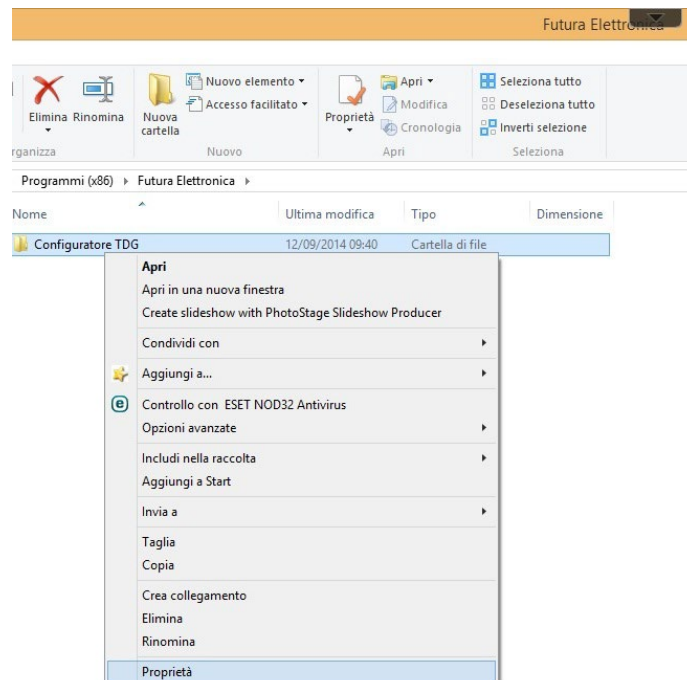 Futura Elettronica
Elimina
Rinomina
Nuova
cartella
Nuovo elemento
Accesso facilitato
Proprietà
Apri
Modifica
Cronologia
Seleziona tutto
Deseleziona tutto
Inverti selezione
rganizza
Nuovo
Apri
Seleziona
Programmi (x86) Futura Elettronica
Nome Ultima modifica Tipo Dimensione
Configuratore TDG 12/09/2014 09:40 Cartella di file
Apri
Apri in una nuova finestra
Create slideshow with PhotoStage Slideshow Producer
Condividi con
Aggiungi a...
Controllo con ESET NOD32 Antivirus
Opzioni avanzate
Includi nella raccolta
Aggiungi a Start
Invia a
Taglia
Copia
Crea collegamento
Elimina
Rinomina
Proprietà